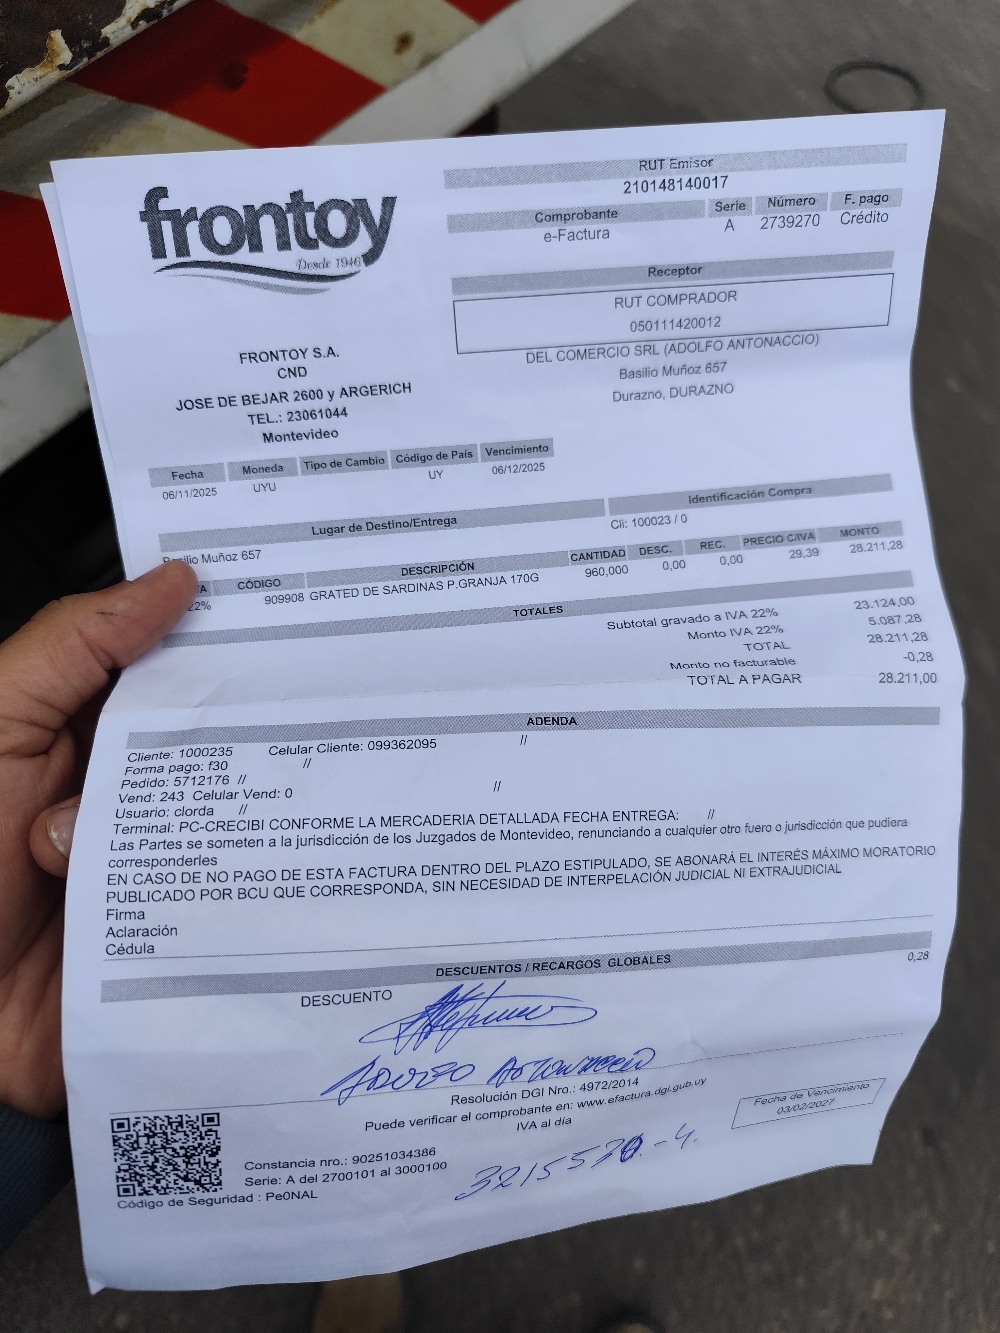 frontoy
Desde 1946
RUT Emisor
210148140017
Comprobante Serie Número F. pago
e-Factura A 2739270 Crédito
Receptor
RUT COMPRADOR
050111420012
DEL COMERCIO SRL (ADOLFO ANTONACCIO)
Basilio Muñoz 657
Durazno, DURAZNO
FRONTOY S.A.
CND
JOSE DE BEJAR 2600 y ARGERICH
TEL.: 23061044
Montevideo
Fecha Moneda Tipo de Cambio Código de País Vencimiento
06/11/2025 UYU UY 06/12/2025
Lugar de Destino/Entrega Identificación Compra
Basilio Muñoz 657 Cli: 100023 / 0
CÓDIGO DESCRIPCIÓN CANTIDAD DESC. REC. PRECIO C/IVA MONTO
22% 909908 GRATED DE SARDINAS P.GRANJA 170G 960,000 0,00 0,00 29,39 28.211,28
TOTALES
Subtotal gravado a IVA 22% 23.124,00
Monto IVA 22% 5.087,28
TOTAL 28.211,28
Monto no facturable -0,28
TOTAL A PAGAR 28.211,00
ADENDA
Cliente: 1000235 Celular Cliente: 099362095 //
Forma pago: f30 //
Pedido: 5712176 //
Vend: 243 Celular Vend: 0 //
Usuario: clorda //
Terminal: PC-CRECIBI CONFORME LA MERCADERIA DETALLADA FECHA ENTREGA: //
Las Partes se someten a la jurisdicción de los Juzgados de Montevideo, renunciando a cualquier otro fuero o jurisdicción que pudiera
corresponderles
EN CASO DE NO PAGO DE ESTA FACTURA DENTRO DEL PLAZO ESTIPULADO, SE ABONARÁ EL INTERÉS MÁXIMO MORATORIO
PUBLICADO POR BCU QUE CORRESPONDA, SIN NECESIDAD DE INTERPELACIÓN JUDICIAL NI EXTRAJUDICIAL
Firma
Aclaración
Cédula
DESCUENTOS / RECARGOS GLOBALES
DESCUENTO 0,28
ADOLFO ANTONACCIO
Resolución DGI Nro.: 4972/2014
Puede verificar el comprobante en: www.efactura.dgi.gub.uy
IVA al día
Fecha de Vencimiento
03/02/2027
Constancia nro.: 90251034386
Serie: A del 2700101 al 3000100
Código de Seguridad : Pe0NAL